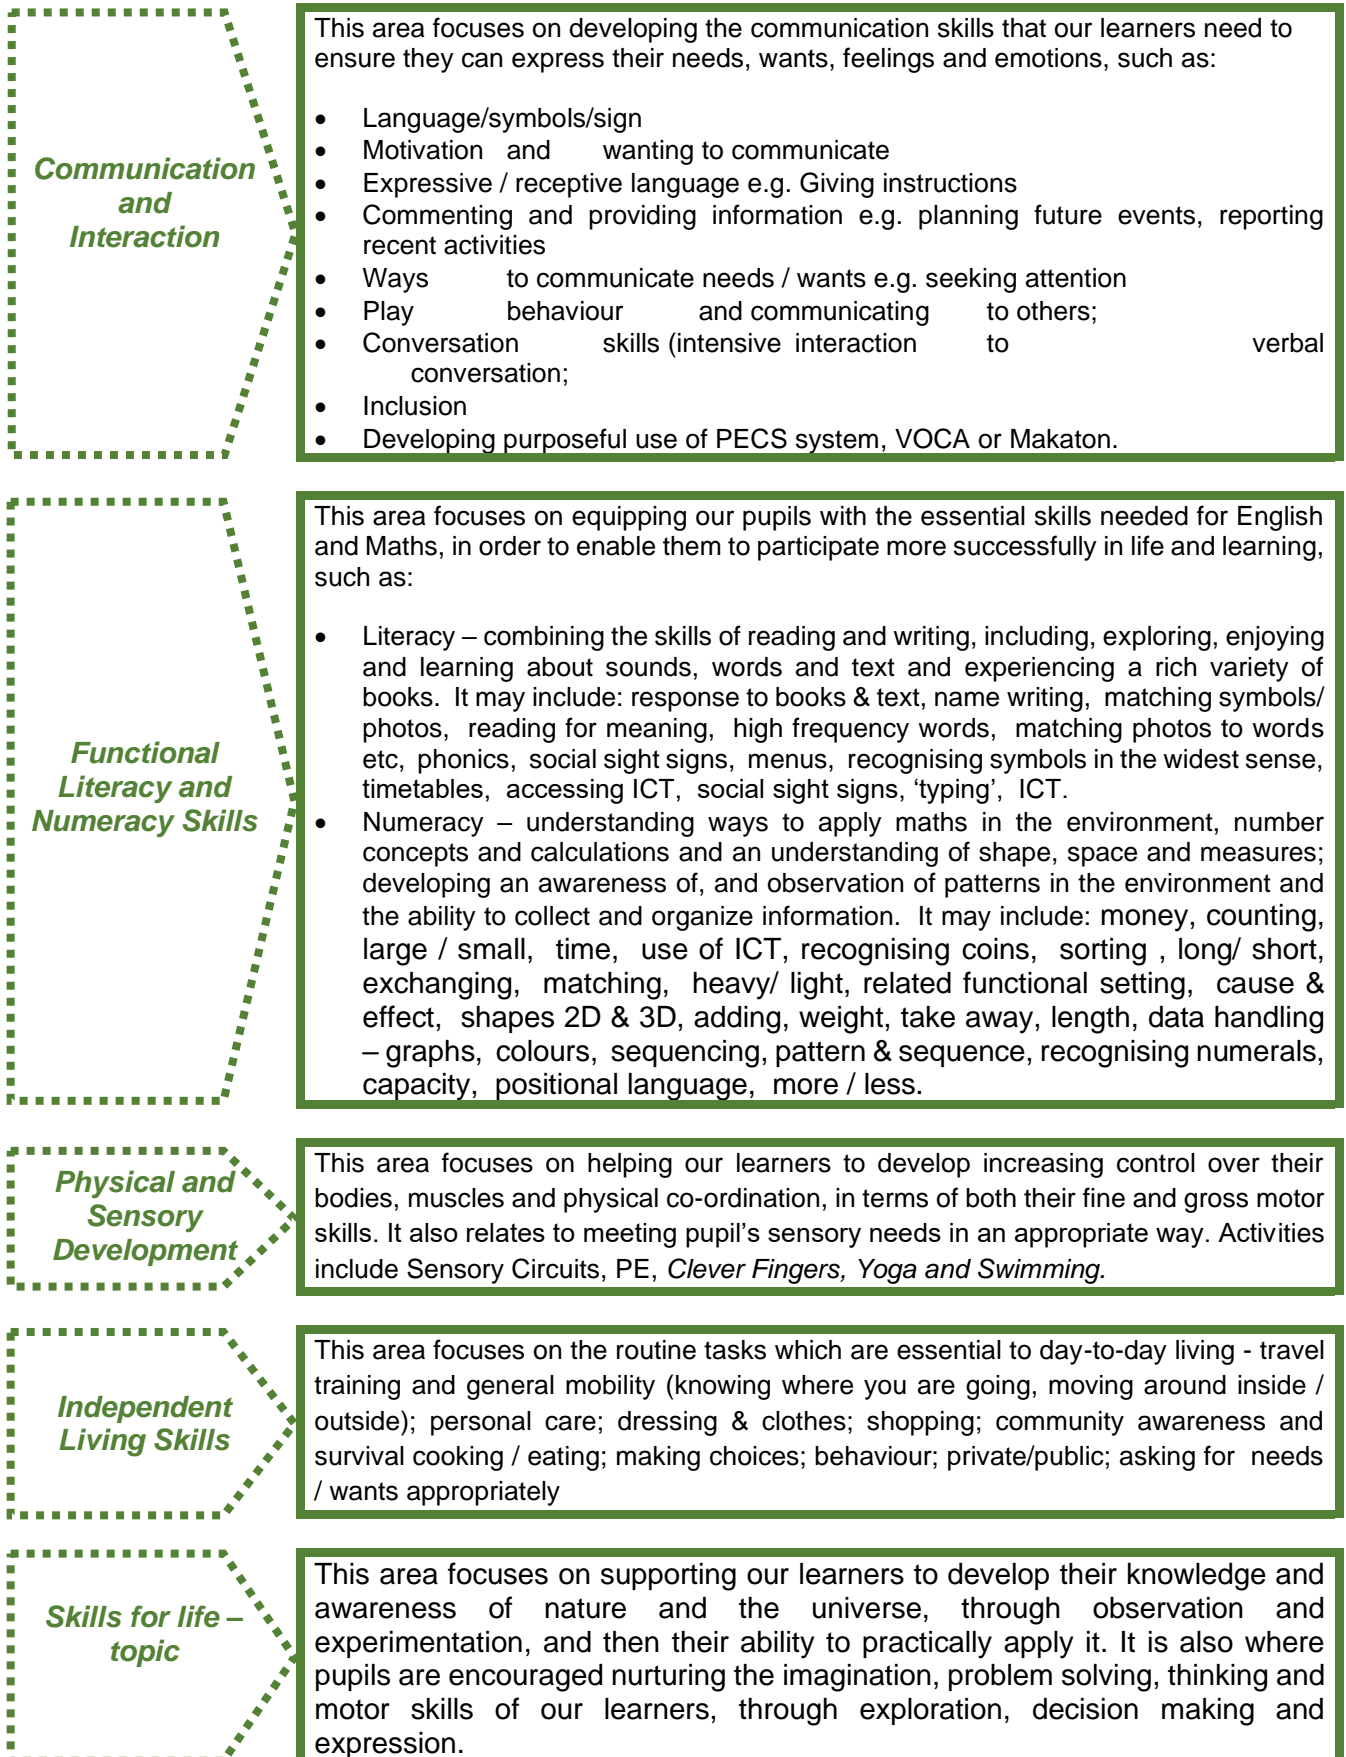 Communication
and
Interaction
This area focuses on developing the communication skills that our learners need to
ensure they can express their needs, wants, feelings and emotions, such as:
• Language/symbols/sign
• Motivation and wanting to communicate
• Expressive / receptive language e.g. Giving instructions
• Commenting and providing information e.g. planning future events, reporting
recent activities
• Ways to communicate needs / wants e.g. seeking attention
• Play behaviour and communicating to others;
• Conversation skills (intensive interaction to verbal
conversation;
• Inclusion
• Developing purposeful use of PECS system, VOCA or Makaton.
Functional
Literacy and
Numeracy Skills
This area focuses on equipping our pupils with the essential skills needed for English
and Maths, in order to enable them to participate more successfully in life and learning,
such as:
• Literacy – combining the skills of reading and writing, including, exploring, enjoying
and learning about sounds, words and text and experiencing a rich variety of
books. It may include: response to books & text, name writing, matching symbols/
photos, reading for meaning, high frequency words, matching photos to words
etc, phonics, social sight signs, menus, recognising symbols in the widest sense,
timetables, accessing ICT, social sight signs, ‘typing’, ICT.
• Numeracy – understanding ways to apply maths in the environment, number
concepts and calculations and an understanding of shape, space and measures;
developing an awareness of, and observation of patterns in the environment and
the ability to collect and organize information. It may include: money, counting,
large / small, time, use of ICT, recognising coins, sorting , long/ short,
exchanging, matching, heavy/ light, related functional setting, cause &
effect, shapes 2D & 3D, adding, weight, take away, length, data handling
– graphs, colours, sequencing, pattern & sequence, recognising numerals,
capacity, positional language, more / less.
Physical and
Sensory
Development
This area focuses on helping our learners to develop increasing control over their
bodies, muscles and physical co-ordination, in terms of both their fine and gross motor
skills. It also relates to meeting pupil’s sensory needs in an appropriate way. Activities
include Sensory Circuits, PE, Clever Fingers, Yoga and Swimming.
Independent
Living Skills
This area focuses on the routine tasks which are essential to day-to-day living - travel
training and general mobility (knowing where you are going, moving around inside /
outside); personal care; dressing & clothes; shopping; community awareness and
survival cooking / eating; making choices; behaviour; private/public; asking for needs
/ wants appropriately
Skills for life –
topic
This area focuses on supporting our learners to develop their knowledge and
awareness of nature and the universe, through observation and
experimentation, and then their ability to practically apply it. It is also where
pupils are encouraged nurturing the imagination, problem solving, thinking and
motor skills of our learners, through exploration, decision making and
expression.